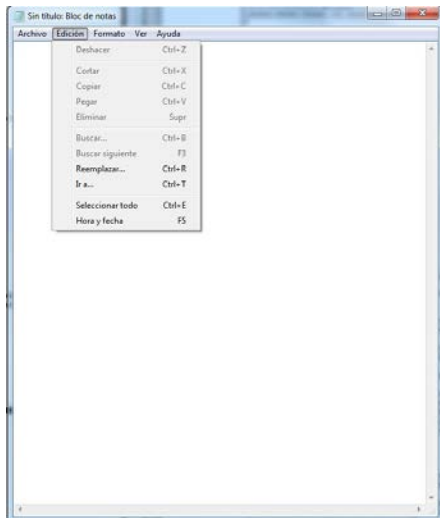 Sin título: Bloc de notas
Archivo Edición Formato Ver Ayuda
Deshacer Ctrl+Z
Cortar Ctrl+X
Copiar Ctrl+C
Pegar Ctrl+V
Eliminar Supr
Buscar... Ctrl+B
Buscar siguiente F3
Reemplazar... Ctrl+R
Ir a... Ctrl+T
Seleccionar todo Ctrl+E
Hora y fecha F5